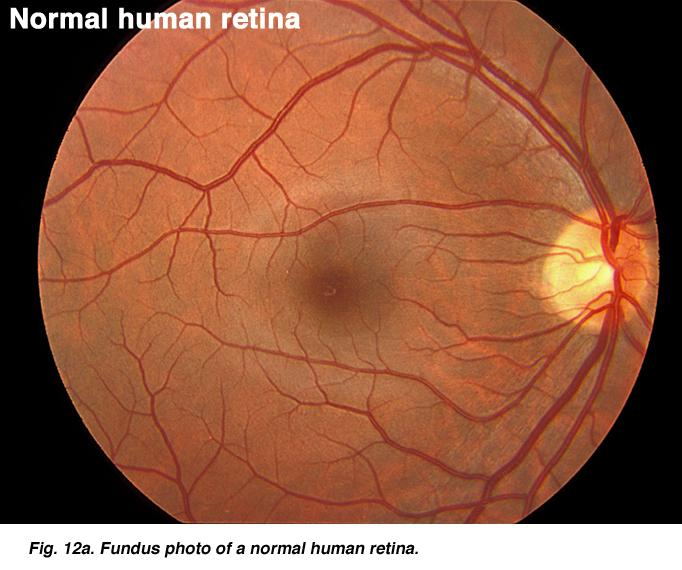 Normal human retina
Fig. 12a. Fundus photo of a normal human retina.